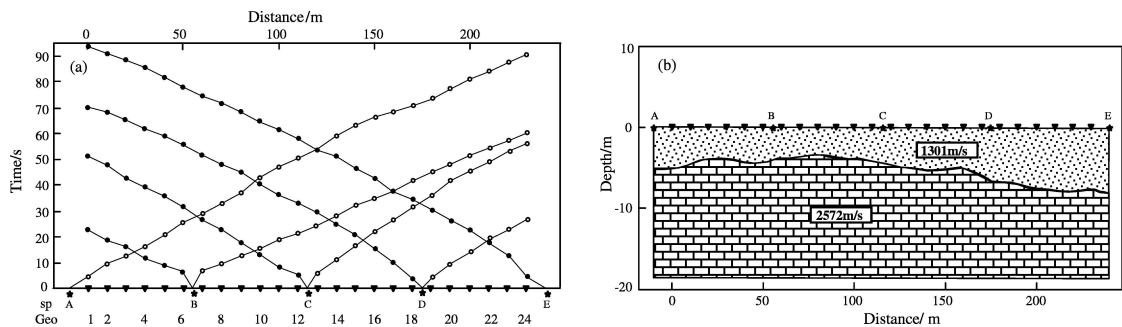 Distance/m
0 50 100 150 200
(a)
90
80
70
60
50
40
30
20
10
0
Time/s
A B C D E
sp
Geo 1 2 4 6 8 10 12 14 16 18 20 22 24
(b)
10
0
-10
-20
Depth/m
A B C D E
1301m/s
2572m/s
0 50 100 150 200
Distance/ m